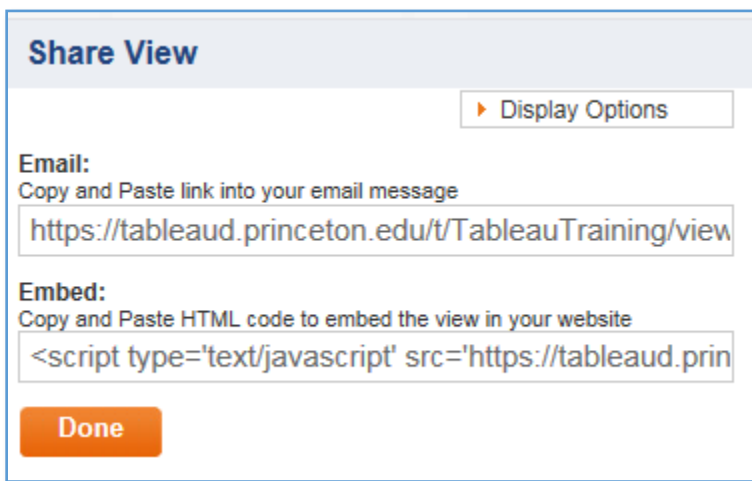 Share View
Display Options
Email:
Copy and Paste link into your email message
https://tableaud.princeton.edu/t/TableauTraining/view
Embed:
Copy and Paste HTML code to embed the view in your website
<script type='text/javascript' src='https://tableaud.prin
Done